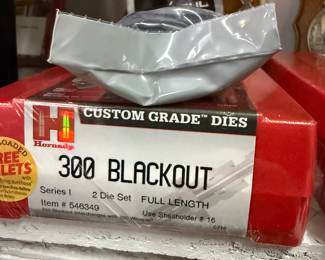 CUSTOM GRADE™ DIES
H
Hornady
LOADED
FREE
BULLETS
300 BLACKOUT
Series I 2 Die Set FULL LENGTH
Item # 546349 Use Shellholder # 16